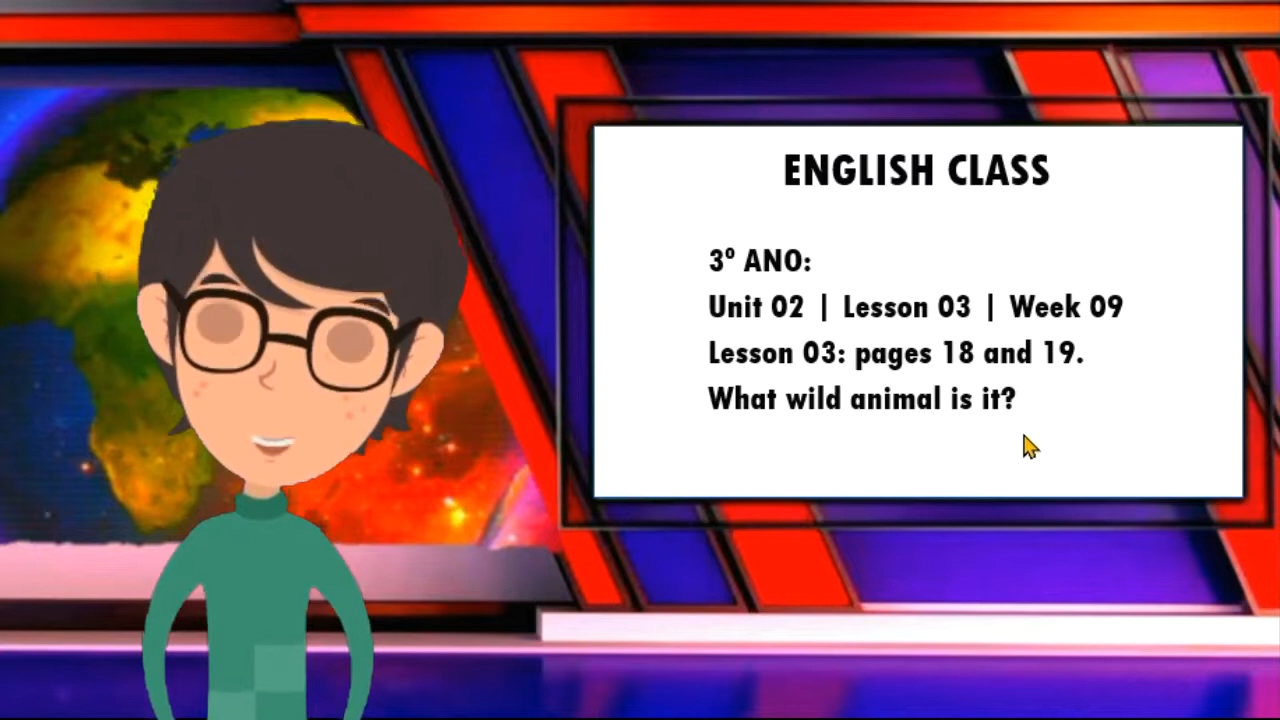 ENGLISH CLASS
3º ANO:
Unit 02 | Lesson 03 | Week 09
Lesson 03: pages 18 and 19.
What wild animal is it?